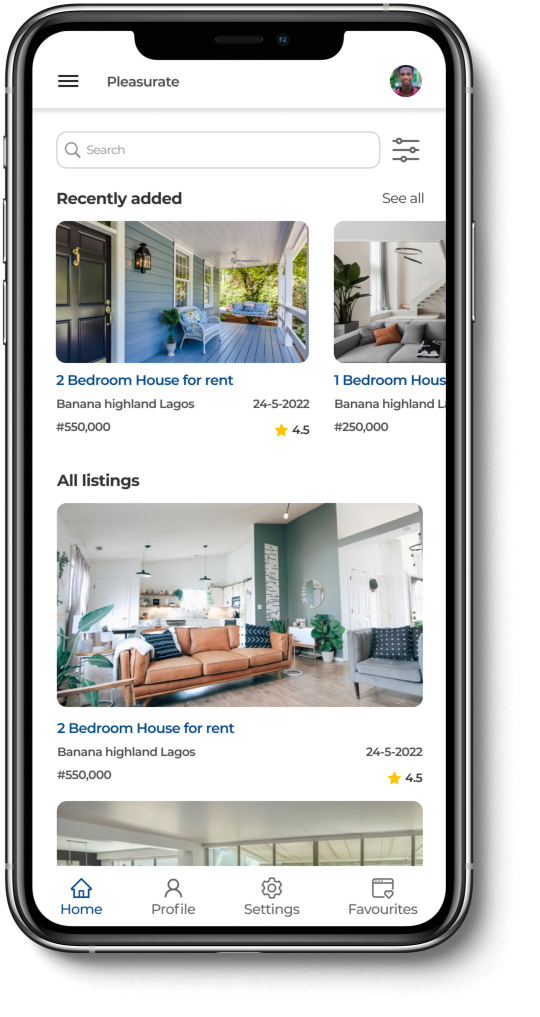 Pleasurate
Search
Recently added
See all
2 Bedroom House for rent
Banana highland Lagos
24-5-2022
#550,000
4.5
1 Bedroom Hous
Banana highland L
#250,000
All listings
2 Bedroom House for rent
Banana highland Lagos
24-5-2022
#550,000
4.5
Home
Profile
Settings
Favourites